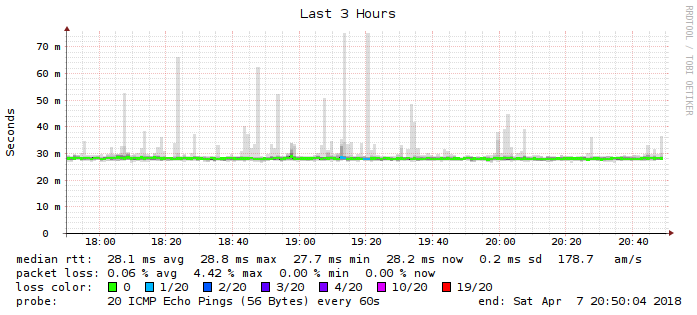 Last 3 Hours
RRDTOOL / TOBI OETIKER
Seconds
70 m
60 m
50 m
40 m
30 m
20 m
10 m
0
18:00 18:20 18:40 19:00 19:20 19:40 20:00 20:20 20:40
median rtt: 28.1 ms avg 28.8 ms max 27.7 ms min 28.2 ms now 0.2 ms sd 178.7 am/s
packet loss: 0.06 % avg 4.42 % max 0.00 % min 0.00 % now
loss color: 0 1/20 2/20 3/20 4/20 10/20 19/20
probe: 20 ICMP Echo Pings (56 Bytes) every 60s end: Sat Apr 7 20:50:04 2018